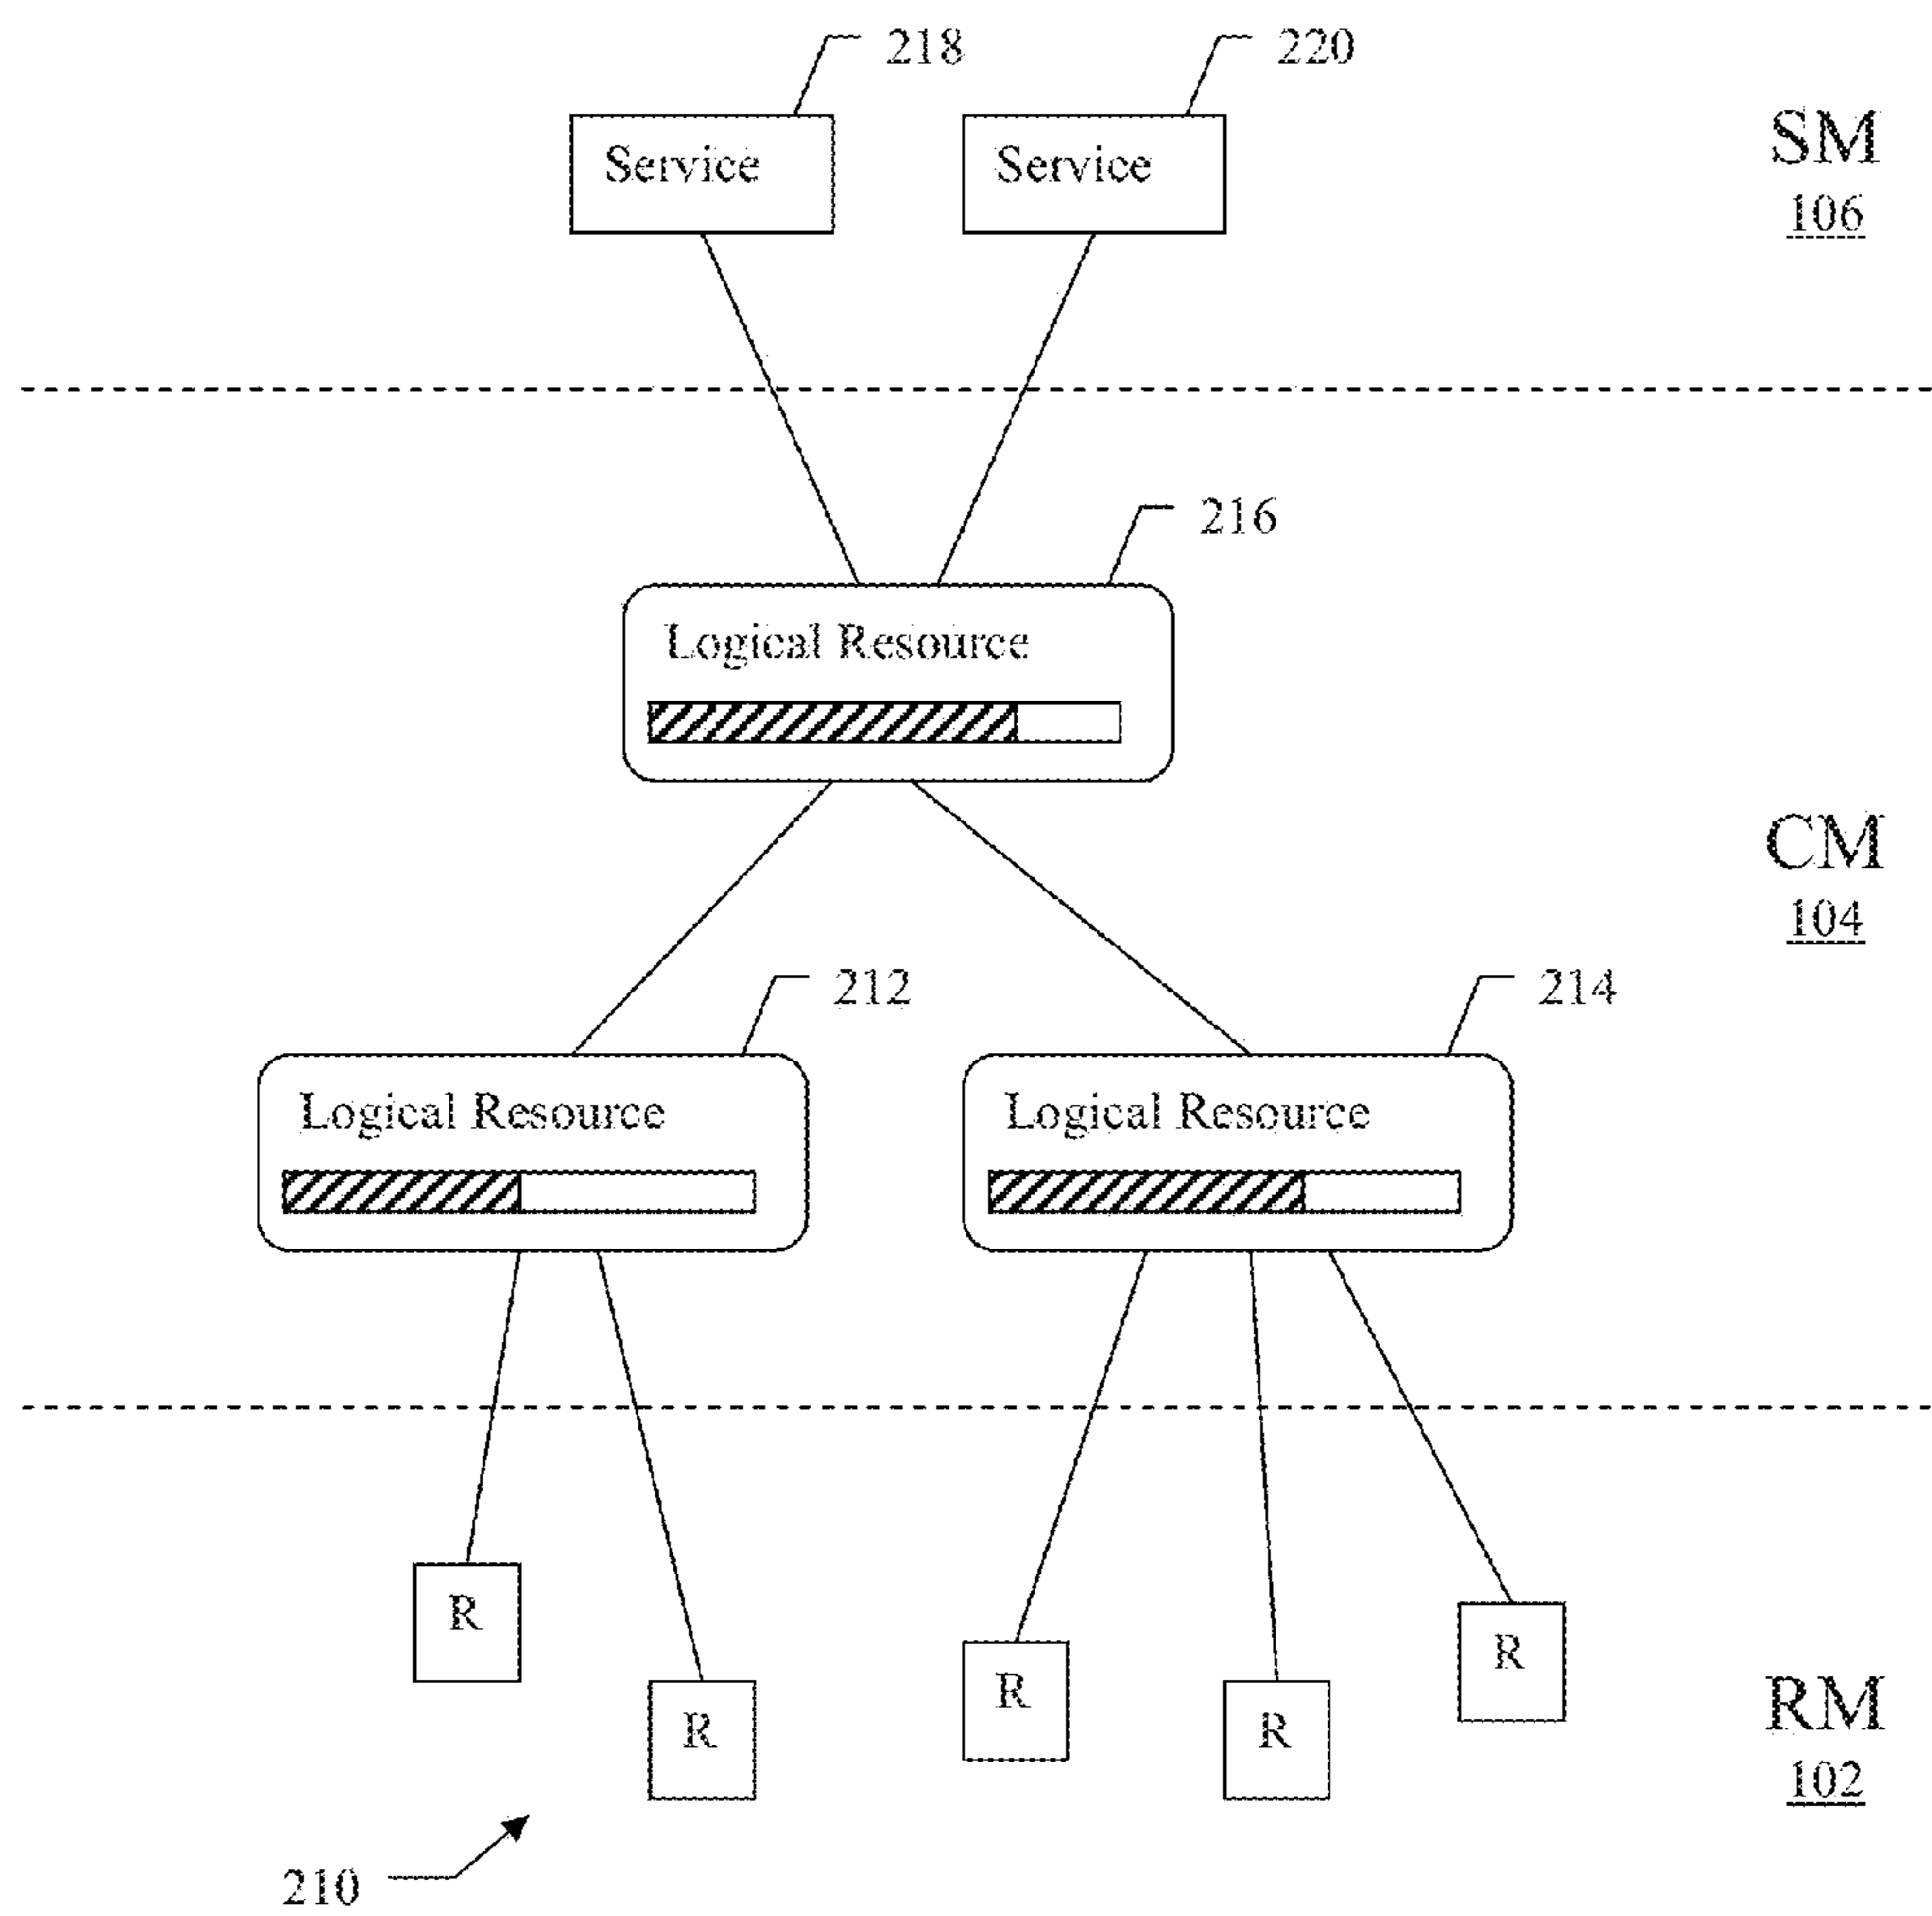 218
220
Service
Service
SM
106
216
Logical Resource
CM
104
212
214
Logical Resource
Logical Resource
R
R
R
R
R
RM
102
210